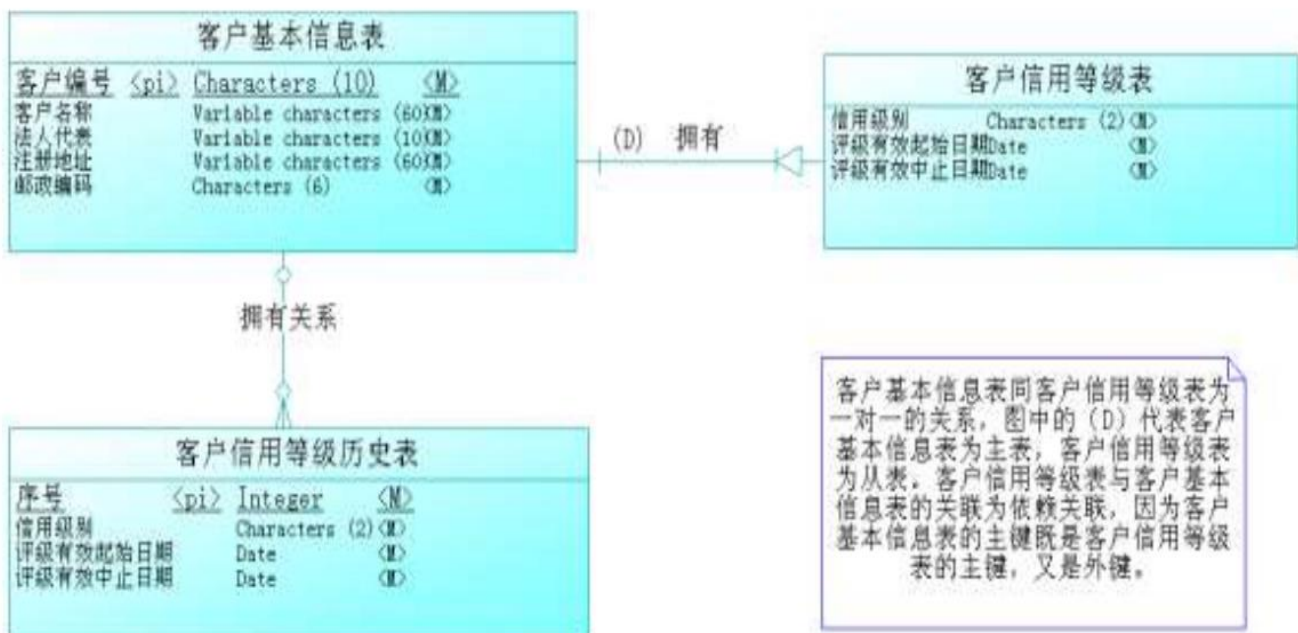 客户基本信息表
客户编号 <pi> Characters (10) <M>
客户名称 Variable characters (60)<M>
法人代表 Variable characters (10)<M>
注册地址 Variable characters (60)<M>
邮政编码 Characters (6) <M>
(D) 拥有
客户信用等级表
信用级别 Characters (2)<M>
评级有效起始日期Date <M>
评级有效中止日期Date <M>
拥有关系
客户信用等级历史表
序号 <pi> Integer <M>
信用级别 Characters (2)<M>
评级有效起始日期 Date <M>
评级有效中止日期 Date <M>
客户基本信息表同客户信用等级表为
一对一的关系，图中的（D）代表客户
基本信息表为主表，客户信用等级表
为从表。客户信用等级表与客户基本
信息表的关联为依赖关联，因为客户
基本信息表的主键既是客户信用等级
表的主键，又是外键。